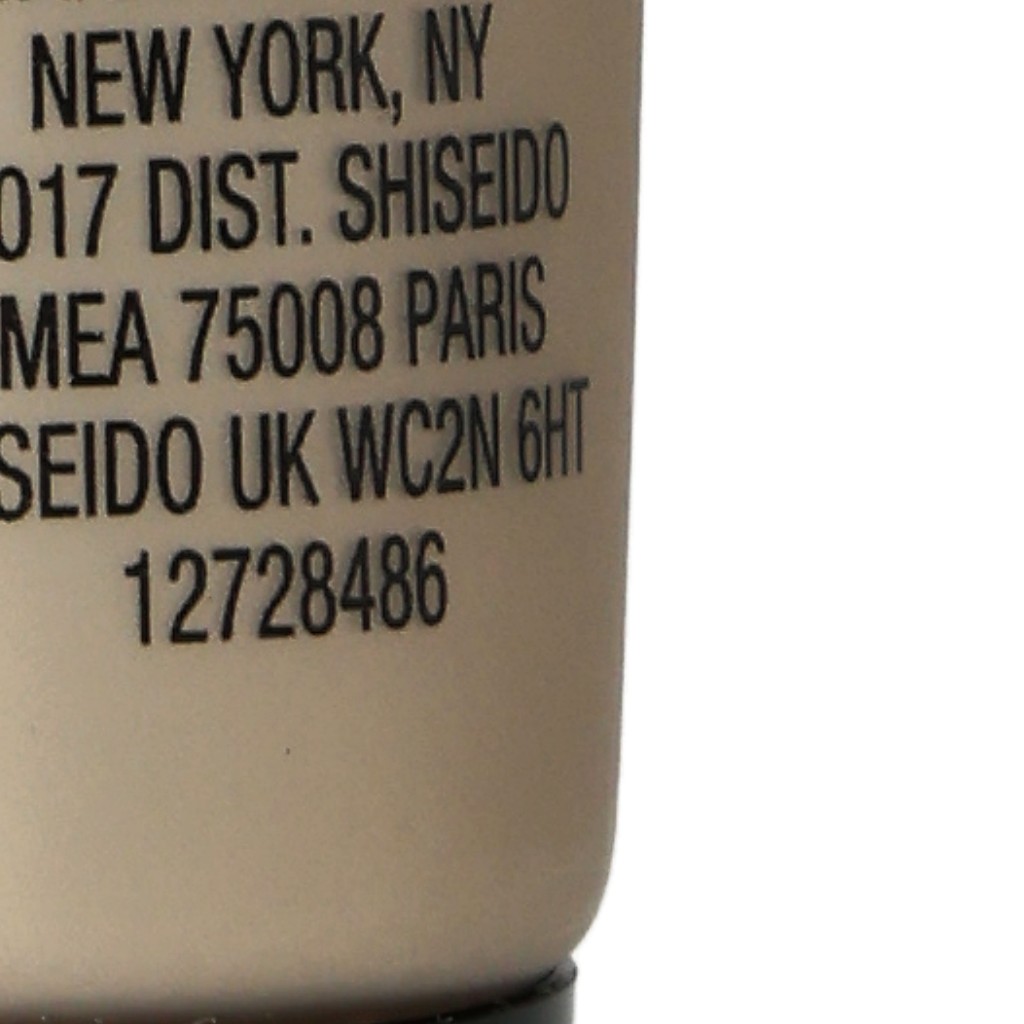 NEW YORK, NY
017 DIST. SHISEIDO
MEA 75008 PARIS
SEIDO UK WC2N 6HT
12728486